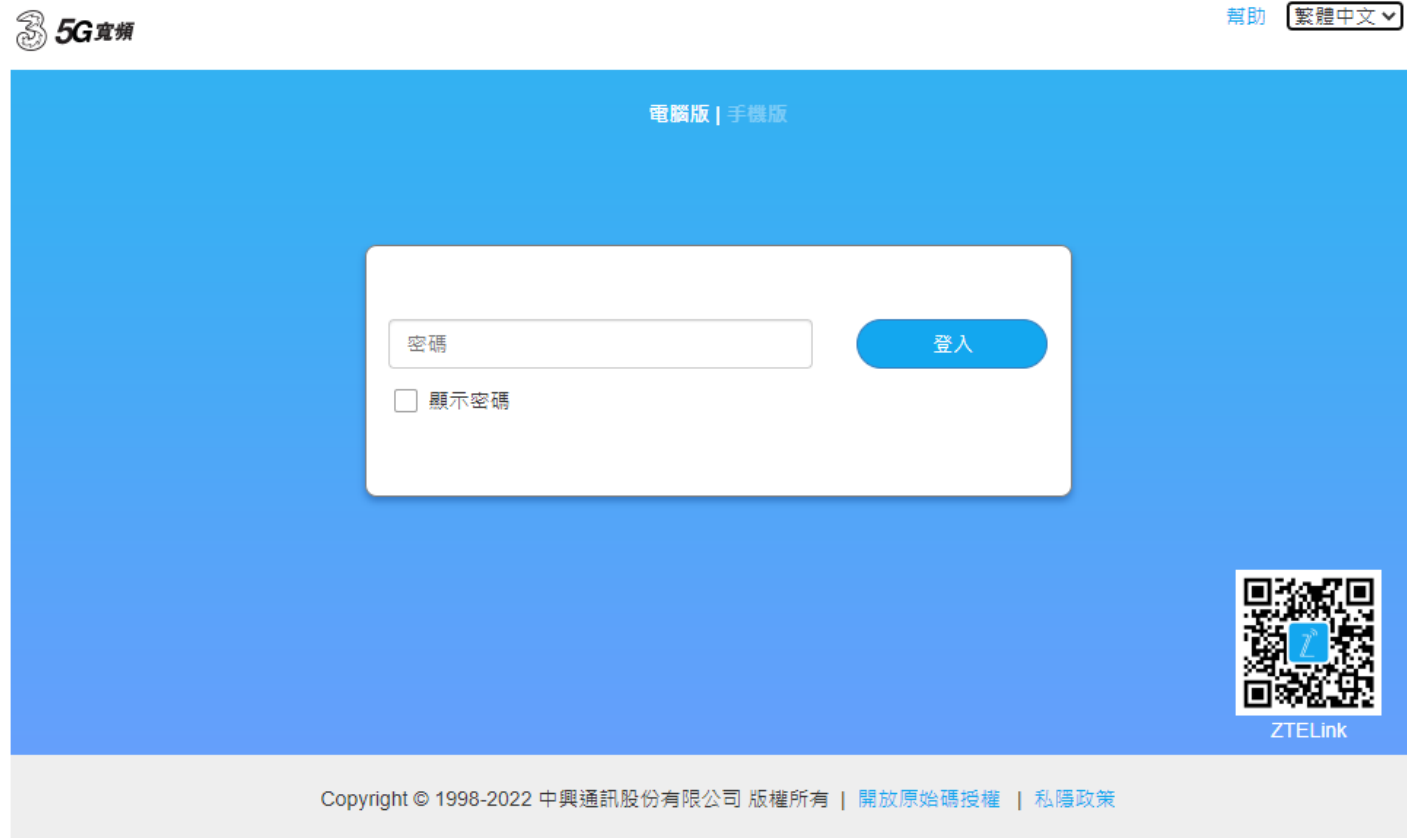 5G寬頻
幫助 繁體中文
電腦版 | 手機版
密碼
登入
顯示密碼
ZTELink
Copyright © 1998-2022 中興通訊股份有限公司 版權所有 | 開放原始碼授權 | 私隱政策